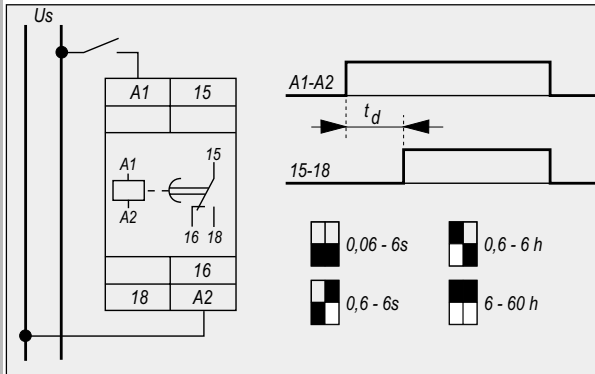 Us
A1 15
A1
A2
15
16 18
16
18 A2
A1-A2
td
15-18
0,06 - 6s
0,6 - 6 h
0,6 - 6s
6 - 60 h